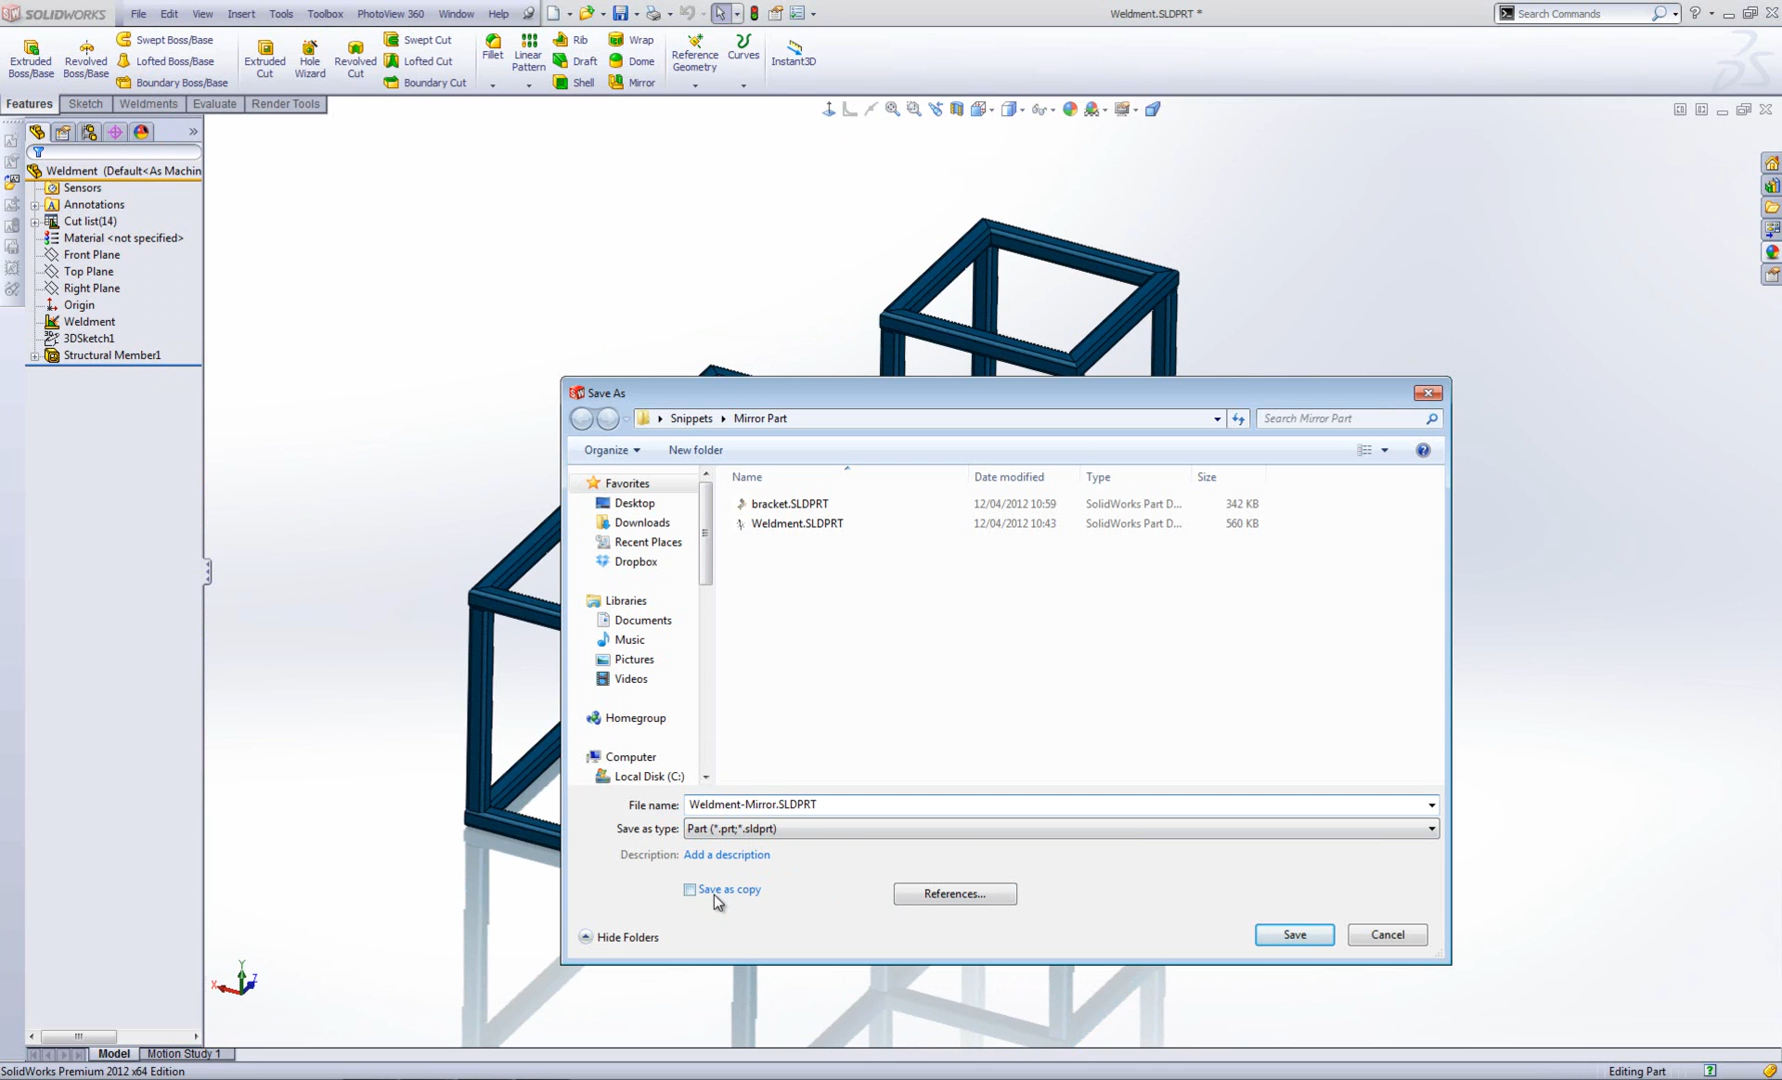 SOLIDWORKS File Edit View Insert Tools Toolbox PhotoView 360 Window Help Weldment.SLDPRT * Search Commands ?
Extruded Boss/Base
Revolved Boss/Base
Swept Boss/Base
Lofted Boss/Base
Boundary Boss/Base
Extruded Cut
Hole Wizard
Revolved Cut
Swept Cut
Lofted Cut
Boundary Cut
Fillet
Linear Pattern
Rib
Draft
Shell
Wrap
Dome
Mirror
Reference Geometry
Curves
Instant3D
Features Sketch Weldments Evaluate Render Tools
Weldment (Default<As Machin
Sensors
Annotations
Cut list(14)
Material <not specified>
Front Plane
Top Plane
Right Plane
Origin
Weldment
3DSketch1
Structural Member1
Save As
Snippets Mirror Part Search Mirror Part
Organize New folder
Name Date modified Type Size
bracket.SLDPRT 12/04/2012 10:59 SolidWorks Part D... 342 KB
Weldment.SLDPRT 12/04/2012 10:43 SolidWorks Part D... 560 KB
Favorites
Desktop
Downloads
Recent Places
Dropbox
Libraries
Documents
Music
Pictures
Videos
Homegroup
Computer
Local Disk (C:)
File name: Weldment-Mirror.SLDPRT
Save as type: Part (*.prt;*.sldprt)
Description: Add a description
Save as copy References...
Hide Folders Save Cancel
Y
X Z
Model Motion Study 1
SolidWorks Premium 2012 x64 Edition Editing Part ?